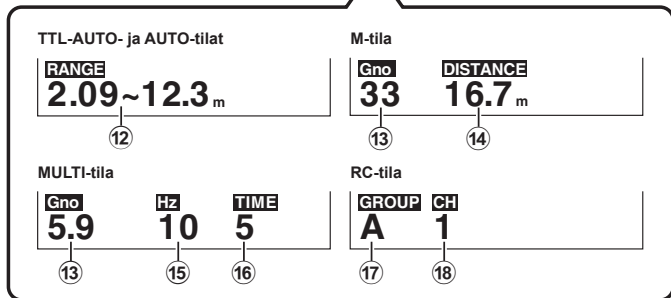 TTL-AUTO- ja AUTO-tilat
RANGE
2.09~12.3 m
12
M-tila
Gno DISTANCE
33 16.7 m
13 14
MULTI-tila
Gno Hz TIME
5.9 10 5
13 15 16
RC-tila
GROUP CH
A 1
17 18